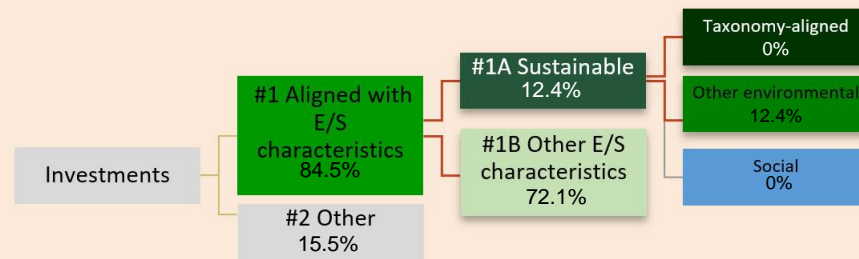 Investments
#1 Aligned with
E/S
characteristics
84.5%
#2 Other
15.5%
#1A Sustainable
12.4%
#1B Other E/S
characteristics
72.1%
Taxonomy-aligned
0%
Other environmental
12.4%
Social
0%